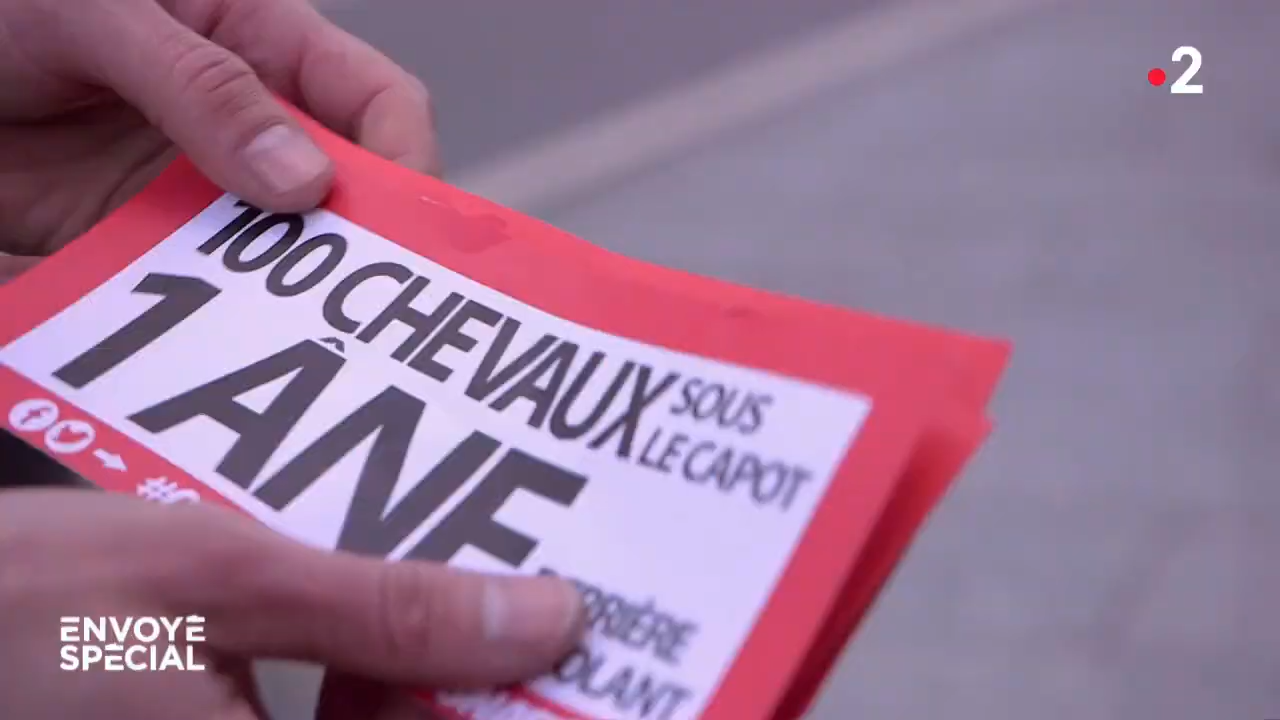 2
100 CHEVAUX SOUS
LE CAPOT
1 ÂNE
ENVOYÉ
SPÉCIAL